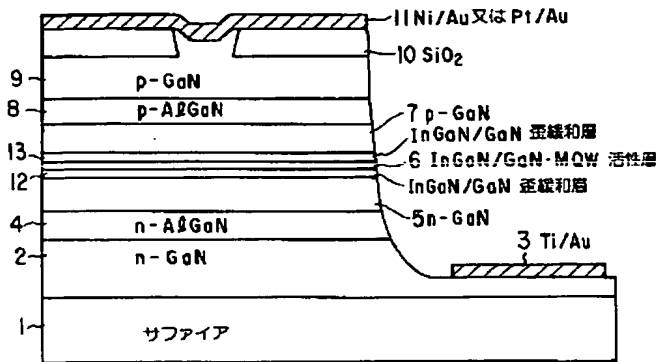 11 Ni/Au又はPt/Au
10 SiO₂
9 p-GaN
8 p-AlGaN
7 p-GaN
InGaN/GaN 歪緩和層
13
6 InGaN/GaN・MQW 活性層
12
InGaN/GaN 歪緩和層
5 n-GaN
4 n-AlGaN
2 n-GaN
3 Ti/Au
1 サファイア